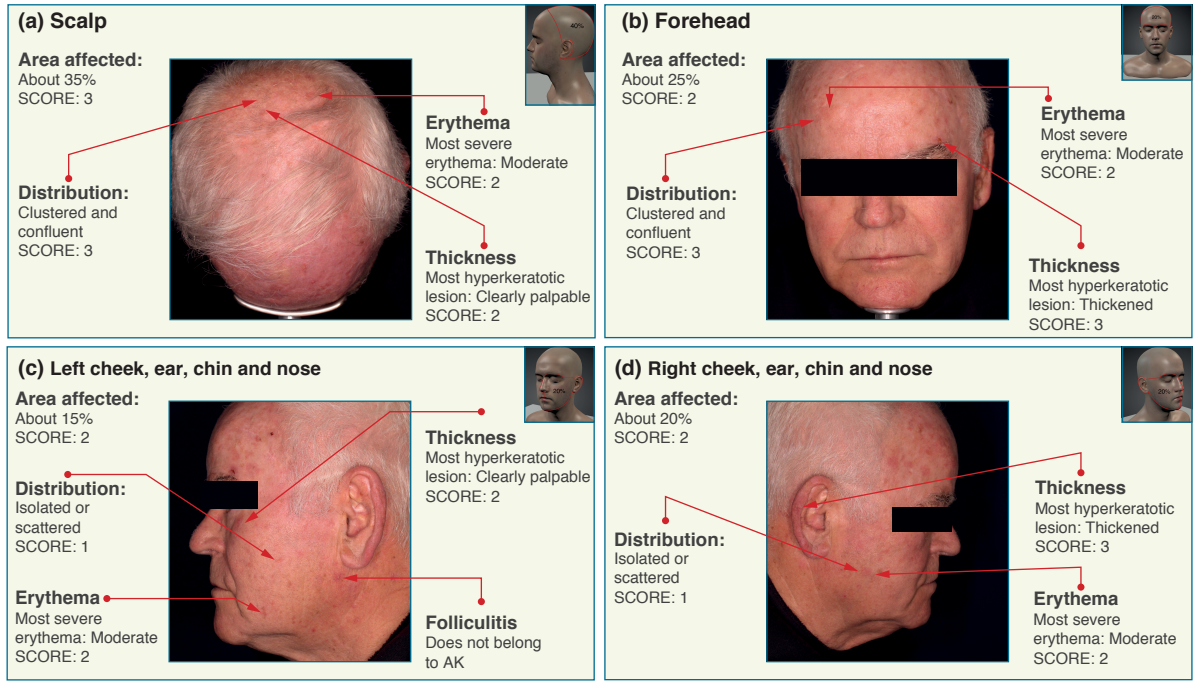 (a) Scalp
40%
Area affected:
About 35%
SCORE: 3
Erythema
Most severe
erythema: Moderate
SCORE: 2
Distribution:
Clustered and
confluent
SCORE: 3
Thickness
Most hyperkeratotic
lesion: Clearly palpable
SCORE: 2
(b) Forehead
20%
Area affected:
About 25%
SCORE: 2
Erythema
Most severe
erythema: Moderate
SCORE: 2
Distribution:
Clustered and
confluent
SCORE: 3
Thickness
Most hyperkeratotic
lesion: Thickened
SCORE: 3
(c) Left cheek, ear, chin and nose
20%
Area affected:
About 15%
SCORE: 2
Thickness
Most hyperkeratotic
lesion: Clearly palpable
SCORE: 2
Distribution:
Isolated or
scattered
SCORE: 1
Erythema
Most severe
erythema: Moderate
SCORE: 2
Folliculitis
Does not belong
to AK
(d) Right cheek, ear, chin and nose
20%
Area affected:
About 20%
SCORE: 2
Thickness
Most hyperkeratotic
lesion: Thickened
SCORE: 3
Distribution:
Isolated or
scattered
SCORE: 1
Erythema
Most severe
erythema: Moderate
SCORE: 2